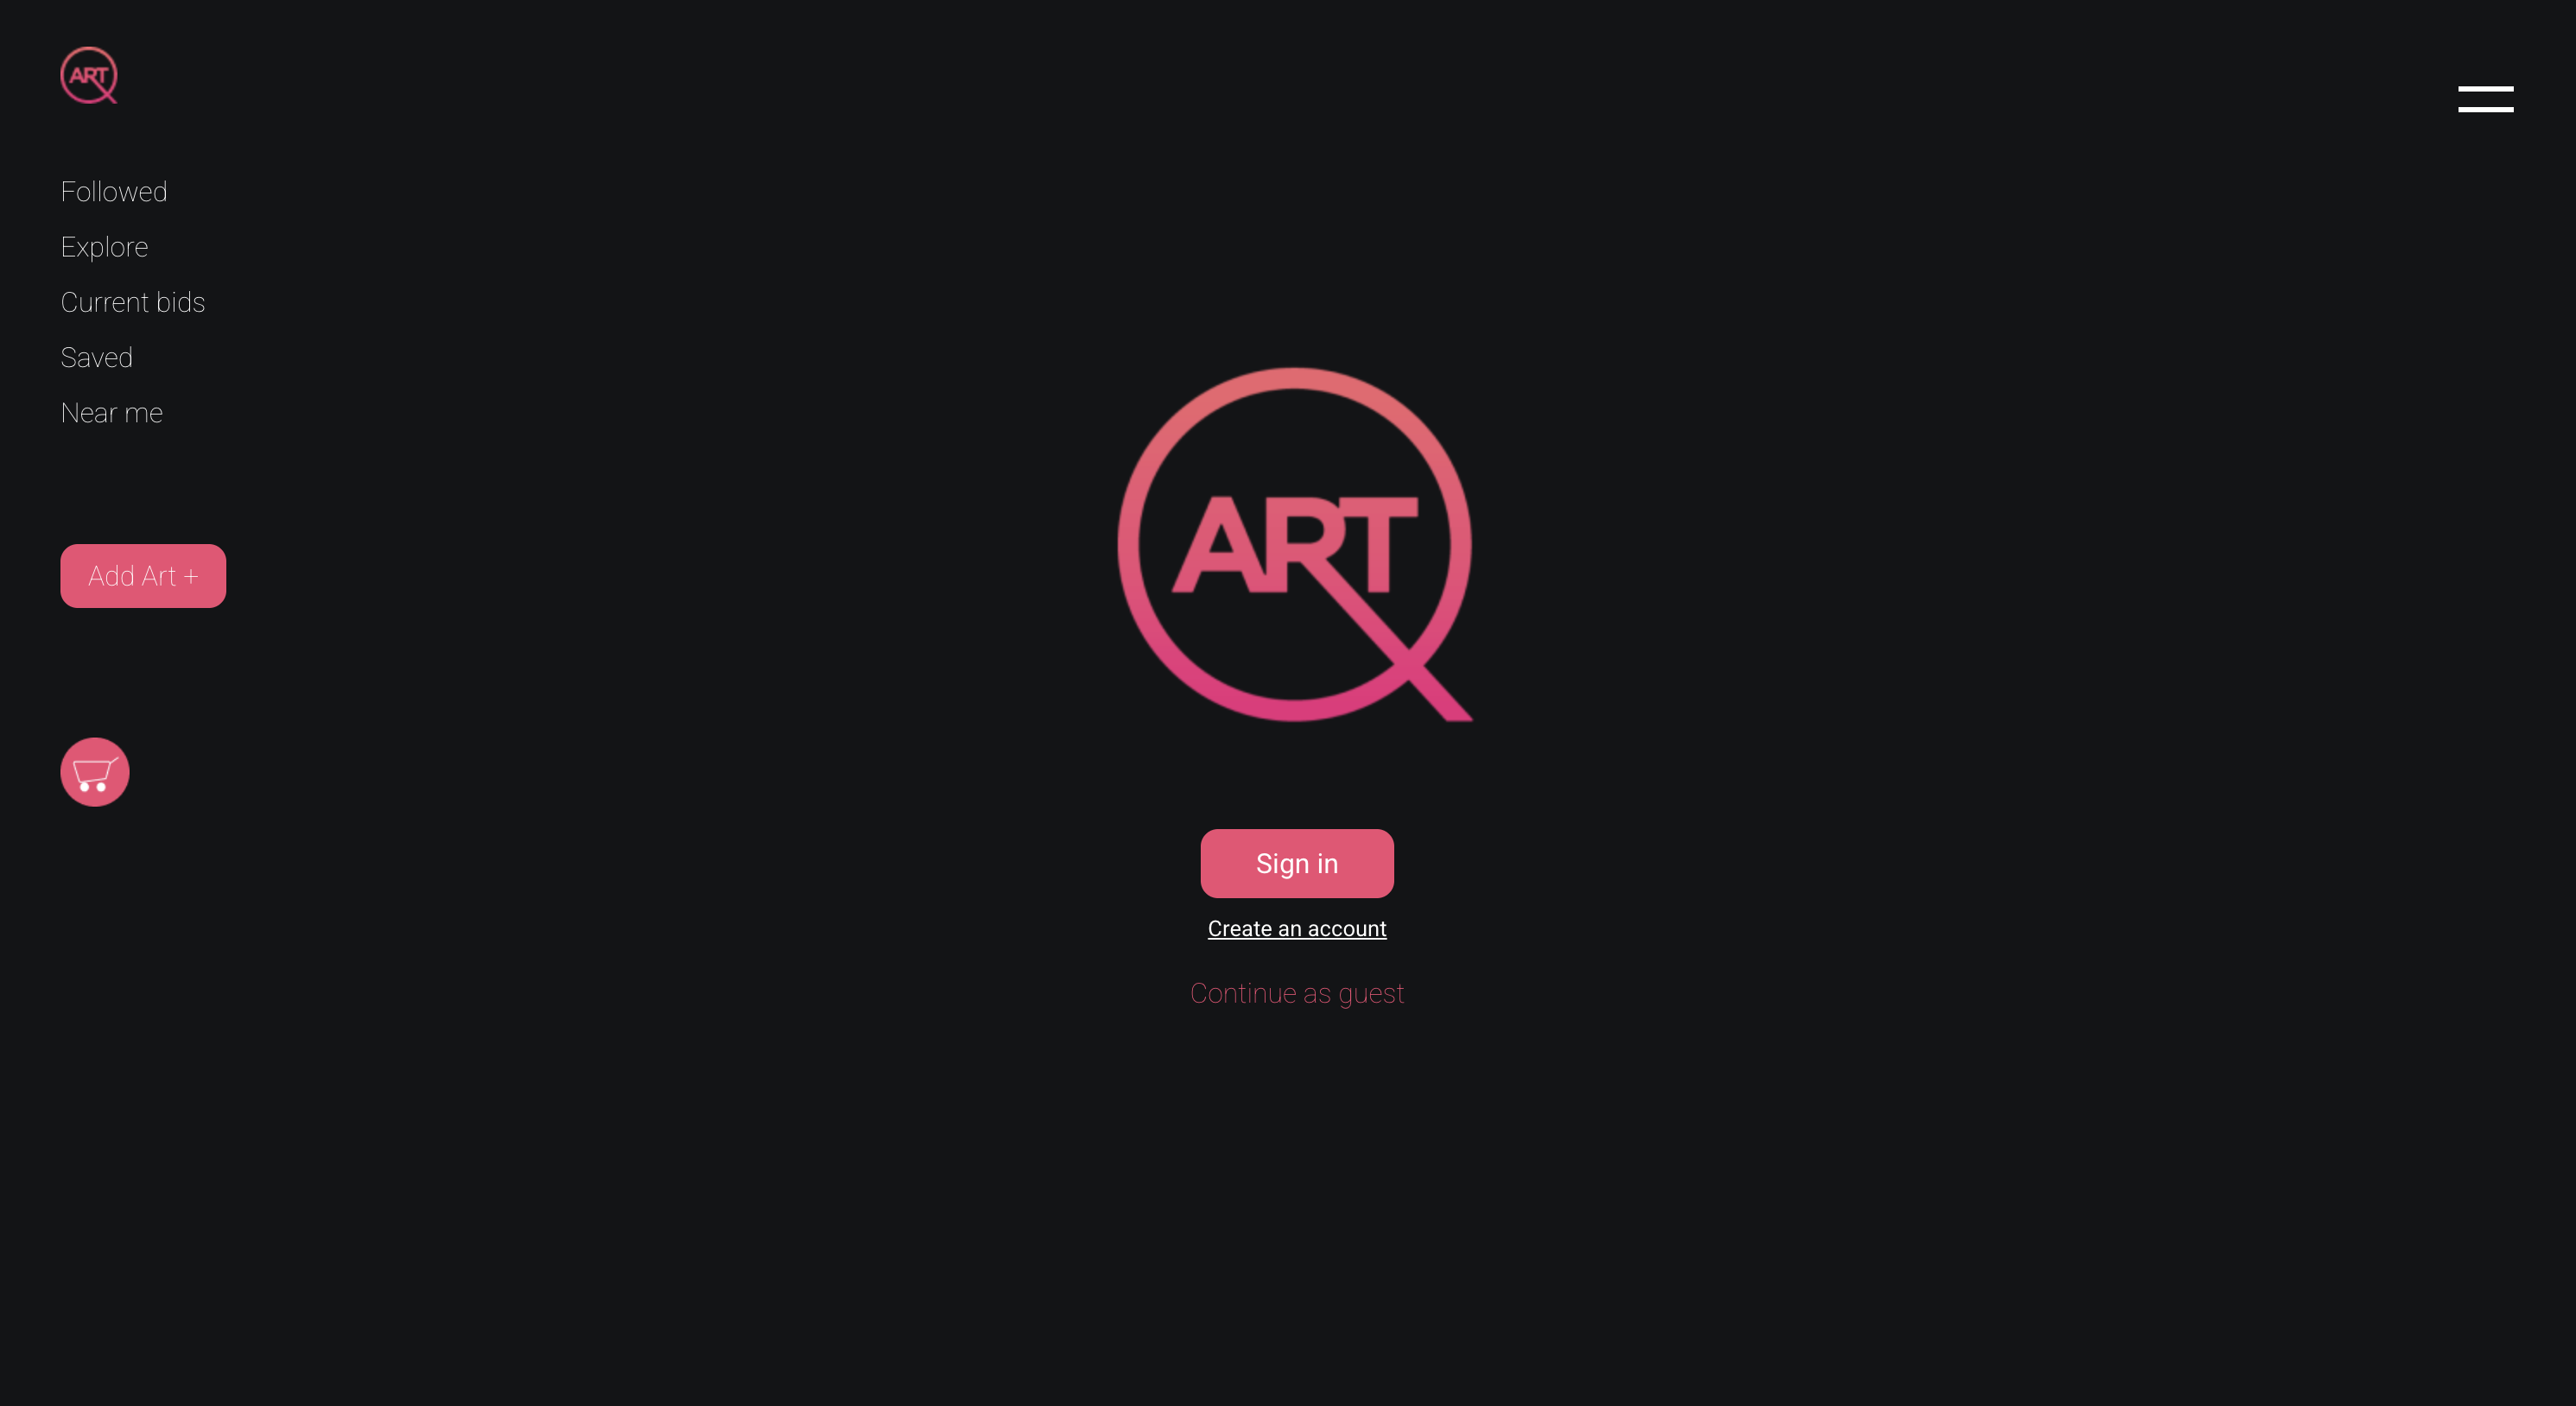 ART
Followed
Explore
Current bids
Saved
Near me
Add Art +
ART
Sign in
Create an account
Continue as guest